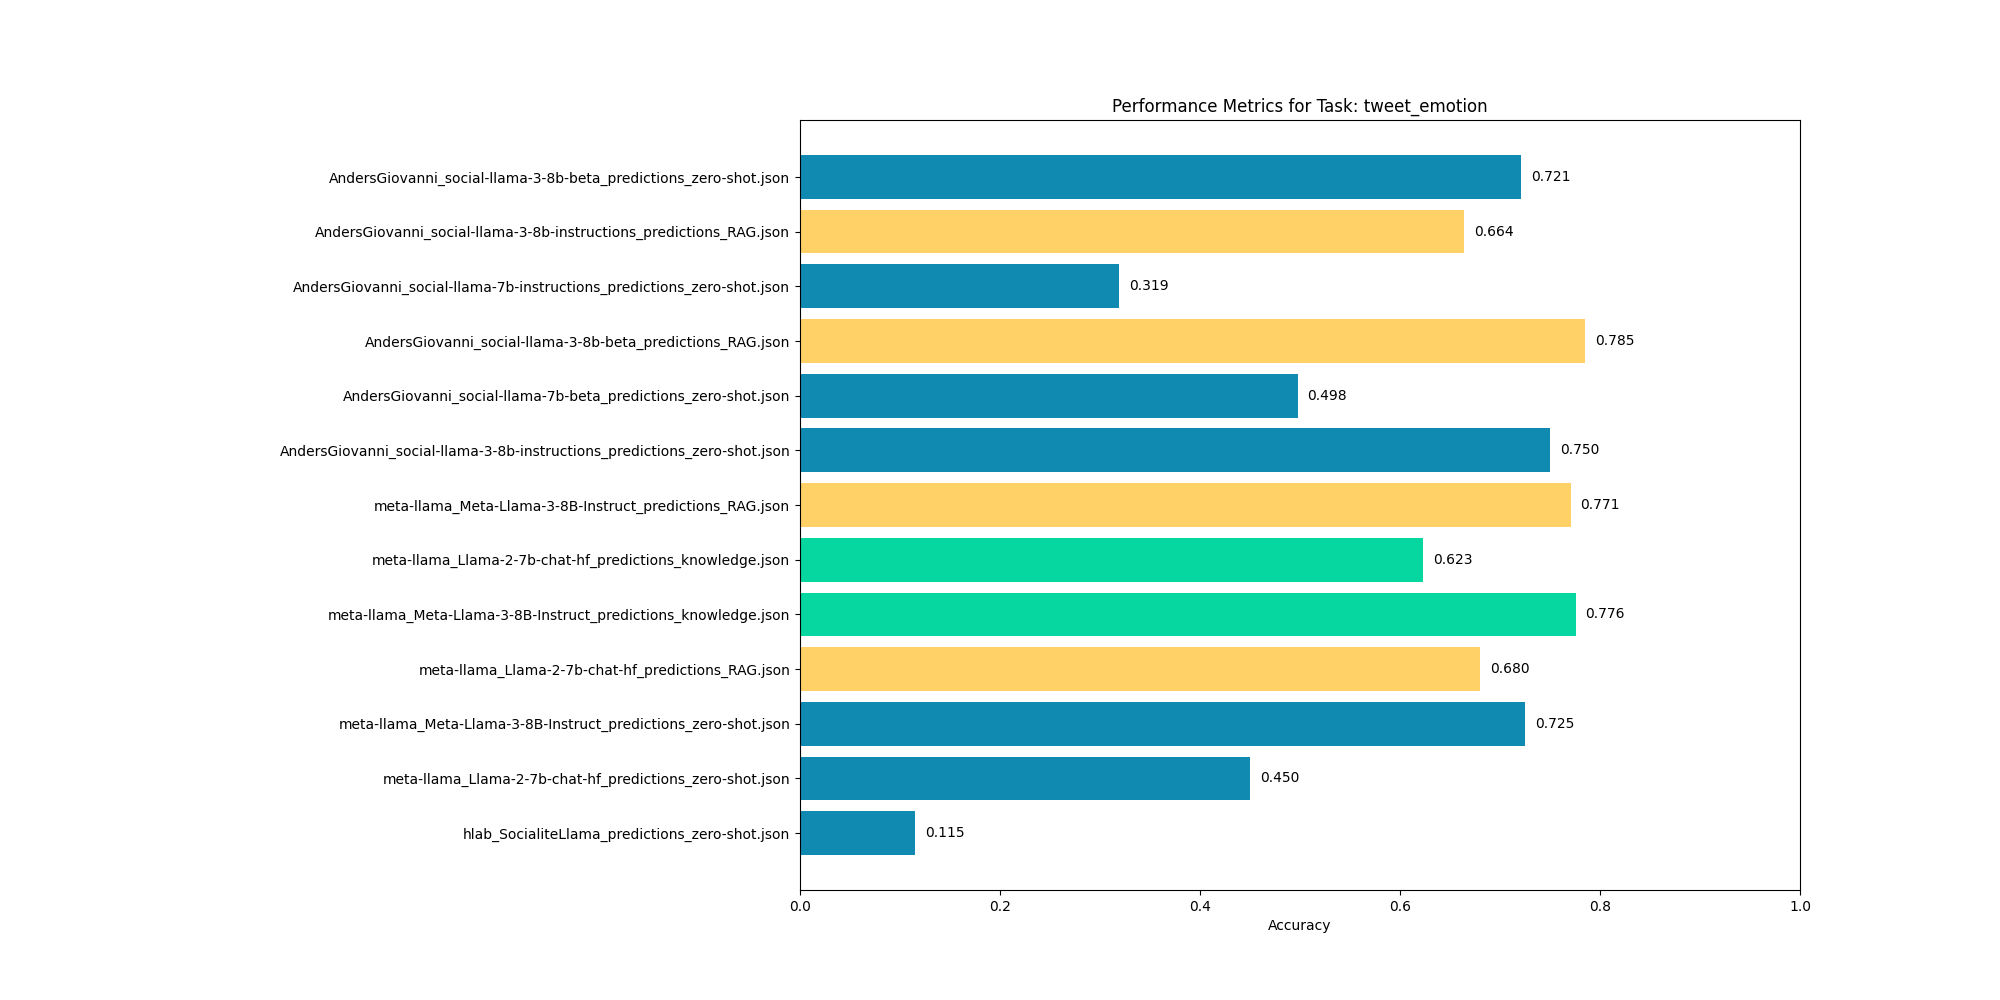 Performance Metrics for Task: tweet_emotion
AndersGiovanni_social-llama-3-8b-beta_predictions_zero-shot.json 0.721
AndersGiovanni_social-llama-3-8b-instructions_predictions_RAG.json 0.664
AndersGiovanni_social-llama-7b-instructions_predictions_zero-shot.json 0.319
AndersGiovanni_social-llama-3-8b-beta_predictions_RAG.json 0.785
AndersGiovanni_social-llama-7b-beta_predictions_zero-shot.json 0.498
AndersGiovanni_social-llama-3-8b-instructions_predictions_zero-shot.json 0.750
meta-llama_Meta-Llama-3-8B-Instruct_predictions_RAG.json 0.771
meta-llama_Llama-2-7b-chat-hf_predictions_knowledge.json 0.623
meta-llama_Meta-Llama-3-8B-Instruct_predictions_knowledge.json 0.776
meta-llama_Llama-2-7b-chat-hf_predictions_RAG.json 0.680
meta-llama_Meta-Llama-3-8B-Instruct_predictions_zero-shot.json 0.725
meta-llama_Llama-2-7b-chat-hf_predictions_zero-shot.json 0.450
hlab_SocialiteLlama_predictions_zero-shot.json 0.115
0.0 0.2 0.4 0.6 0.8 1.0
Accuracy